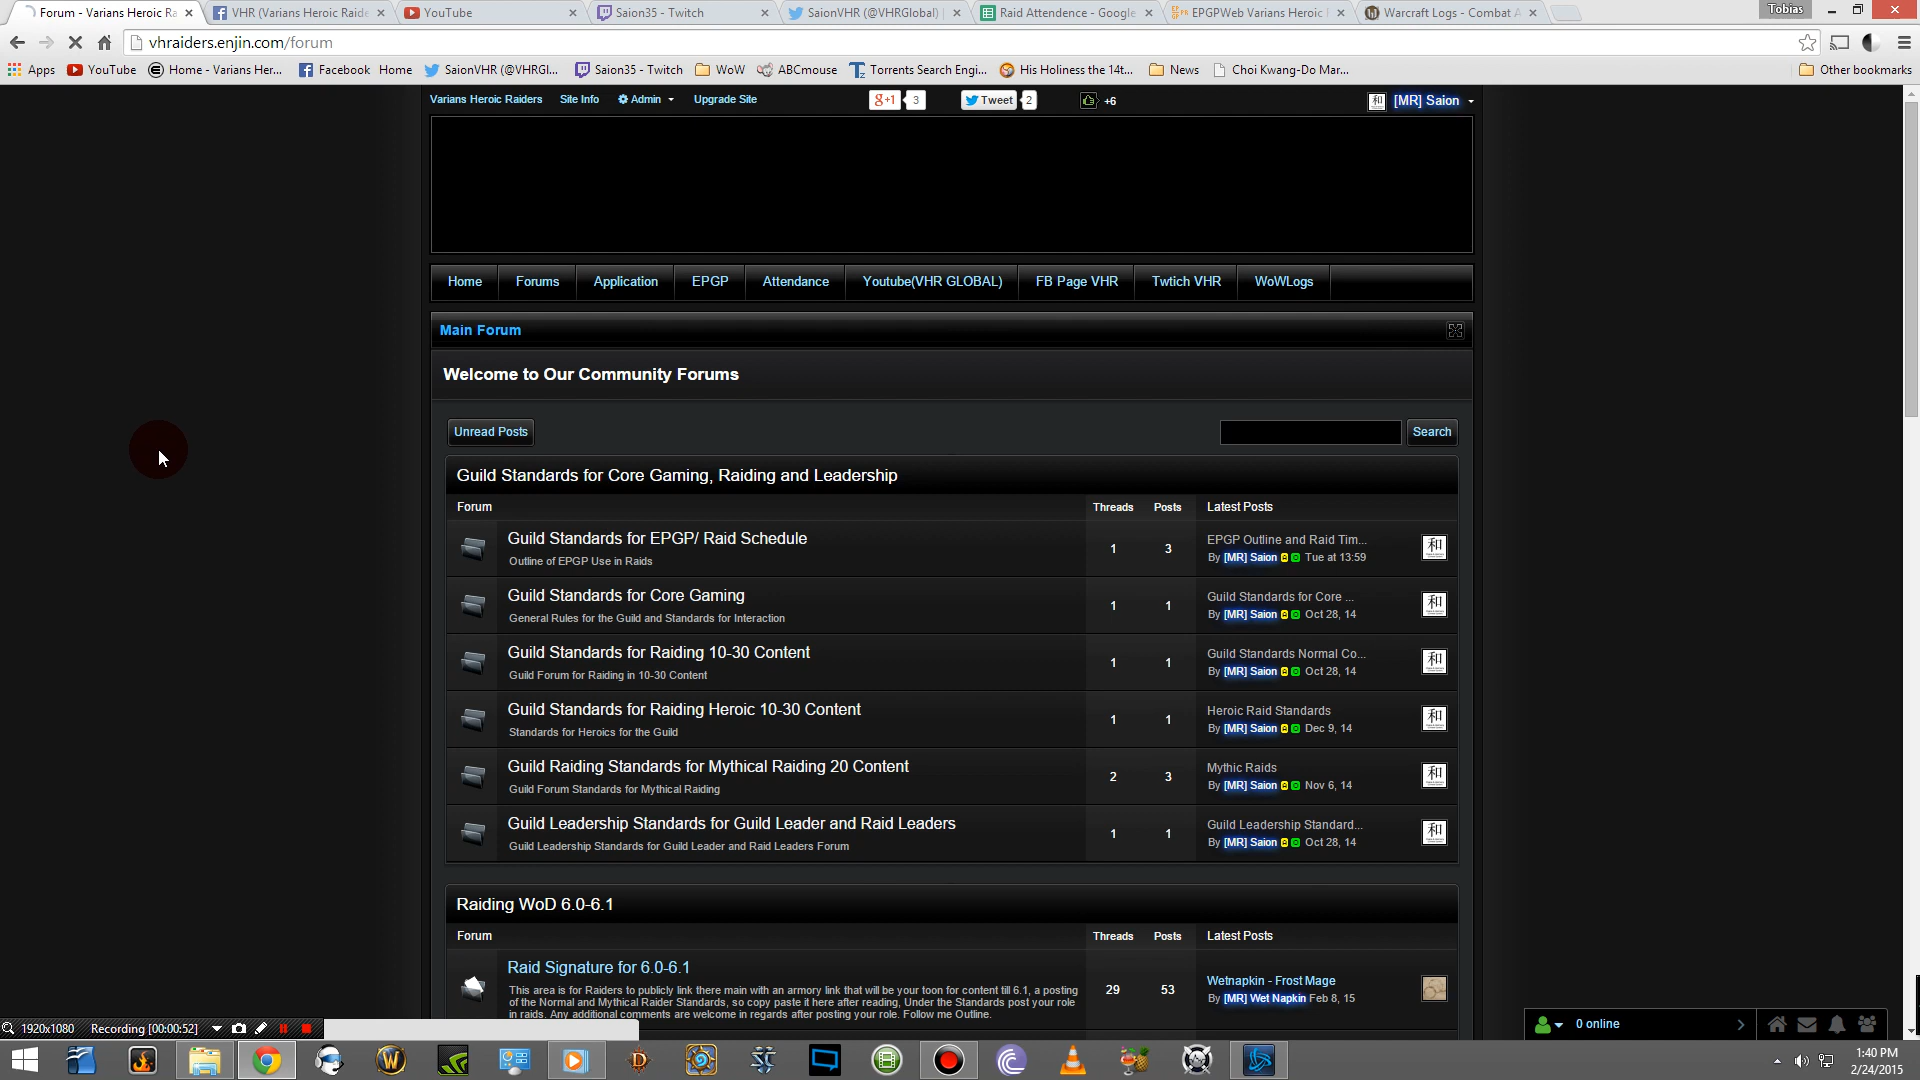 Forum - Varians Heroic Ra
VHR (Varians Heroic Raide
YouTube
Saion35 - Twitch
SaionVHR (@VHRGlobal) |
Raid Attendence - Google
EPGPWeb Varians Heroic
Warcraft Logs - Combat A
Tobias
vhraiders.enjin.com/forum
Apps
YouTube
Home - Varians Her...
Facebook
Home
SaionVHR (@VHRGl...
Saion35 - Twitch
WoW
ABCmouse
Torrents Search Engi...
His Holiness the 14t...
News
Choi Kwang-Do Mar...
Other bookmarks
Varians Heroic Raiders
Site Info
Admin
Upgrade Site
g+1
3
Tweet
2
+6
和
[MR] Saion
Home
Forums
Application
EPGP
Attendance
Youtube(VHR GLOBAL)
FB Page VHR
Twtich VHR
WoWLogs
Main Forum
Welcome to Our Community Forums
Unread Posts
Search
Guild Standards for Core Gaming, Raiding and Leadership
Forum
Threads
Posts
Latest Posts
Guild Standards for EPGP/ Raid Schedule
Outline of EPGP Use in Raids
1
3
EPGP Outline and Raid Tim...
By [MR] Saion Tue at 13:59
和
Guild Standards for Core Gaming
General Rules for the Guild and Standards for Interaction
1
1
Guild Standards for Core ...
By [MR] Saion Oct 28, 14
和
Guild Standards for Raiding 10-30 Content
Guild Forum for Raiding in 10-30 Content
1
1
Guild Standards Normal Co...
By [MR] Saion Oct 28, 14
和
Guild Standards for Raiding Heroic 10-30 Content
Standards for Heroics for the Guild
1
1
Heroic Raid Standards
By [MR] Saion Dec 9, 14
和
Guild Raiding Standards for Mythical Raiding 20 Content
Guild Forum Standards for Mythical Raiding
2
3
Mythic Raids
By [MR] Saion Nov 6, 14
和
Guild Leadership Standards for Guild Leader and Raid Leaders
Guild Leadership Standards for Guild Leader and Raid Leaders Forum
1
1
Guild Leadership Standard...
By [MR] Saion Oct 28, 14
和
Raiding WoD 6.0-6.1
Forum
Threads
Posts
Latest Posts
Raid Signature for 6.0-6.1
This area is for Raiders to publicly link there main with an armory link that will be your toon for content till 6.1, a posting
of the Normal and Mythical Raider Standards, so copy paste it here after reading, Under the Standards post your role
in raids. Any additional comments are welcome in regards after posting your role. Follow me Outline.
29
53
Wetnapkin - Frost Mage
By [MR] Wet Napkin Feb 8, 15
1920x1080
Recording [00:00:52]
0 online
1:40 PM
2/24/2015